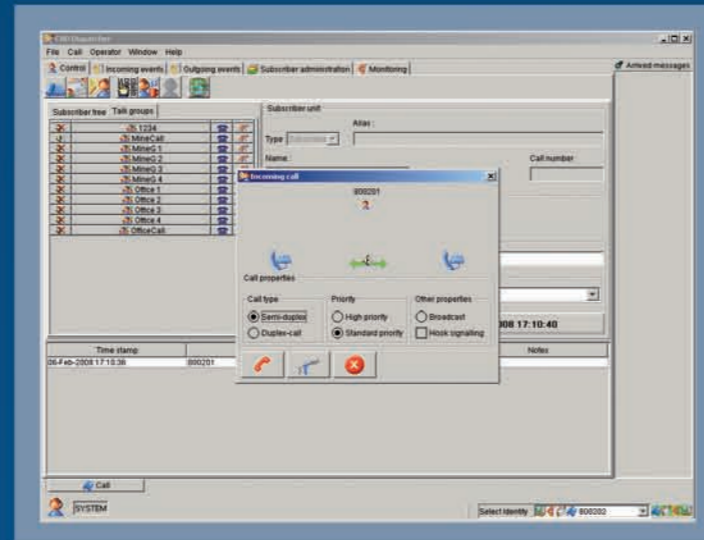 CRD Dispatcher
File Call Operator Window Help
Control Incoming events Outgoing events Subscriber administration Monitoring
Arrived messages
Subscriber tree Talk groups
1234
MineCall
MineG 1
MineG 2
MineG 3
MineG 4
Office 1
Office 2
Office 3
Office 4
OfficeCall
Subscriber unit
Alias:
Type
Name:
Call number
Incoming call
800201
Call properties
Call type Priority Other properties
Semi-duplex High priority Broadcast
Duplex-call Standard priority Hook signalling
008 17:10:40
Time stamp Notes
06-Feb-2008 17:10:36 800201
Call
SYSTEM
Select Identity 800202